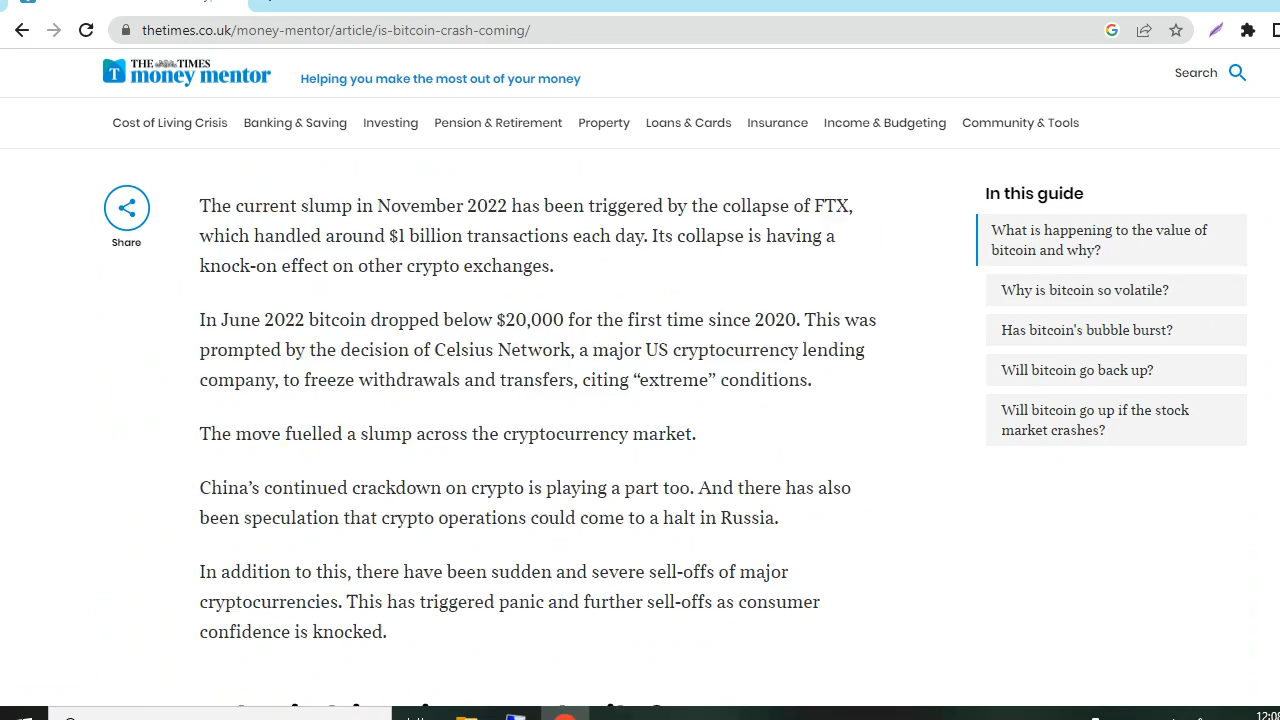 thetimes.co.uk/money-mentor/article/is-bitcoin-crash-coming/
THE TIMES
money mentor
Helping you make the most out of your money
Search
Cost of Living Crisis Banking & Saving Investing Pension & Retirement Property Loans & Cards Insurance Income & Budgeting Community & Tools
Share
The current slump in November 2022 has been triggered by the collapse of FTX,
which handled around $1 billion transactions each day. Its collapse is having a
knock-on effect on other crypto exchanges.
In June 2022 bitcoin dropped below $20,000 for the first time since 2020. This was
prompted by the decision of Celsius Network, a major US cryptocurrency lending
company, to freeze withdrawals and transfers, citing “extreme” conditions.
The move fuelled a slump across the cryptocurrency market.
China’s continued crackdown on crypto is playing a part too. And there has also
been speculation that crypto operations could come to a halt in Russia.
In addition to this, there have been sudden and severe sell-offs of major
cryptocurrencies. This has triggered panic and further sell-offs as consumer
confidence is knocked.
In this guide
What is happening to the value of
bitcoin and why?
Why is bitcoin so volatile?
Has bitcoin's bubble burst?
Will bitcoin go back up?
Will bitcoin go up if the stock
market crashes?